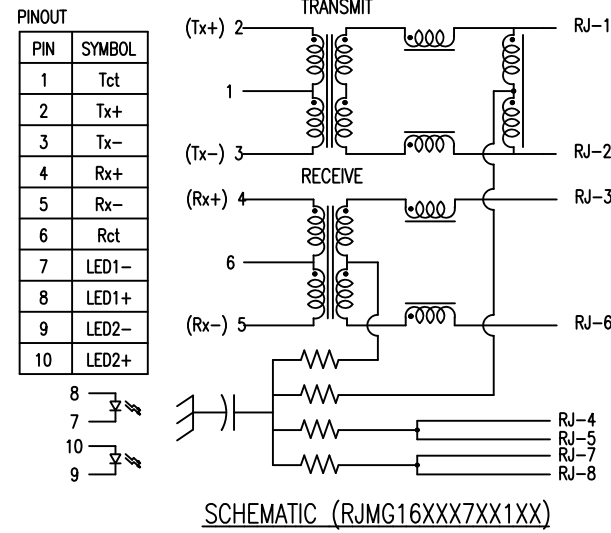 PINOUT
PIN SYMBOL
1 Tct
2 Tx+
3 Tx-
4 Rx+
5 Rx-
6 Rct
7 LED1-
8 LED1+
9 LED2-
10 LED2+
TRANSMIT
(Tx+) 2
RJ-1
1
(Tx-) 3
RJ-2
RECEIVE
(Rx+) 4
RJ-3
6
(Rx-) 5
RJ-6
8
7
10
9
RJ-4
RJ-5
RJ-7
RJ-8
SCHEMATIC (RJMG16XXX7XX1XX)